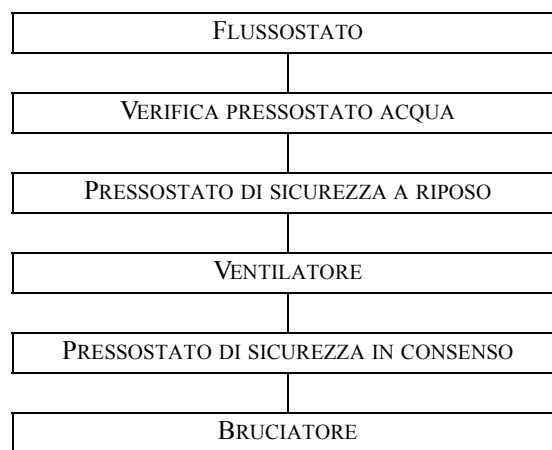 FLUSSOSTATO
VERIFICA PRESSOSTATO ACQUA
PRESSOSTATO DI SICUREZZA A RIPOSO
VENTILATORE
PRESSOSTATO DI SICUREZZA IN CONSENSO
BRUCIATORE